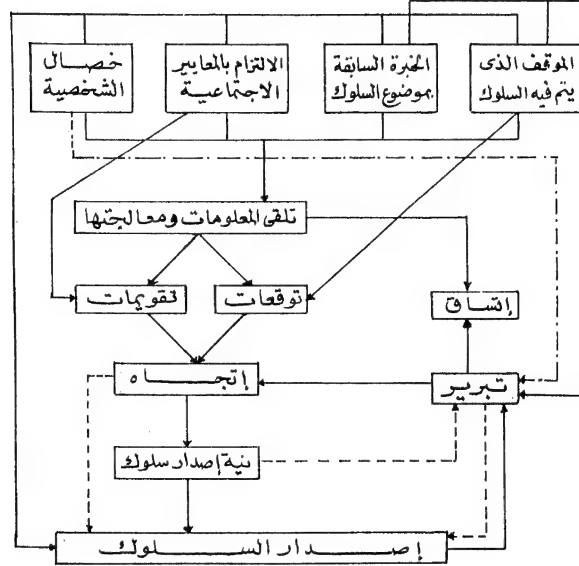 الموقف الذى
يتم فيه السلوك
الخبرة السابقة
بموضوع السلوك
الالتزام بالمعايير
الاجتماعية
خصال
الشخصية
تلقى المعلومات ومعالجتها
توقعات
تقويمات
إتساق
تبرير
إتجاه
نية إصدار سلوك
إصدار السلوك